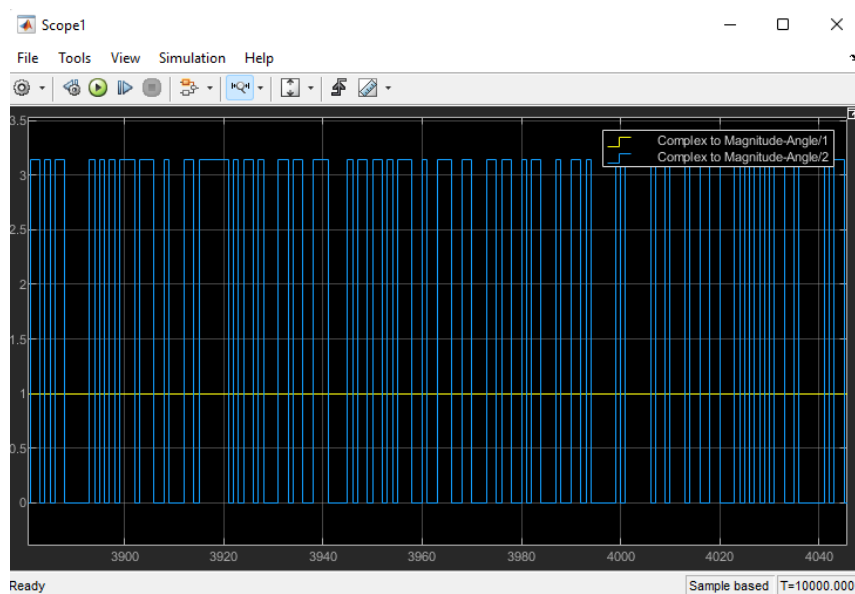 Scope1
File Tools View Simulation Help
3.5
Complex to Magnitude-Angle/1
Complex to Magnitude-Angle/2
3
2.5
2
1.5
1
0.5
0
3900 3920 3940 3960 3980 4000 4020 4040
Ready Sample based T=10000.000